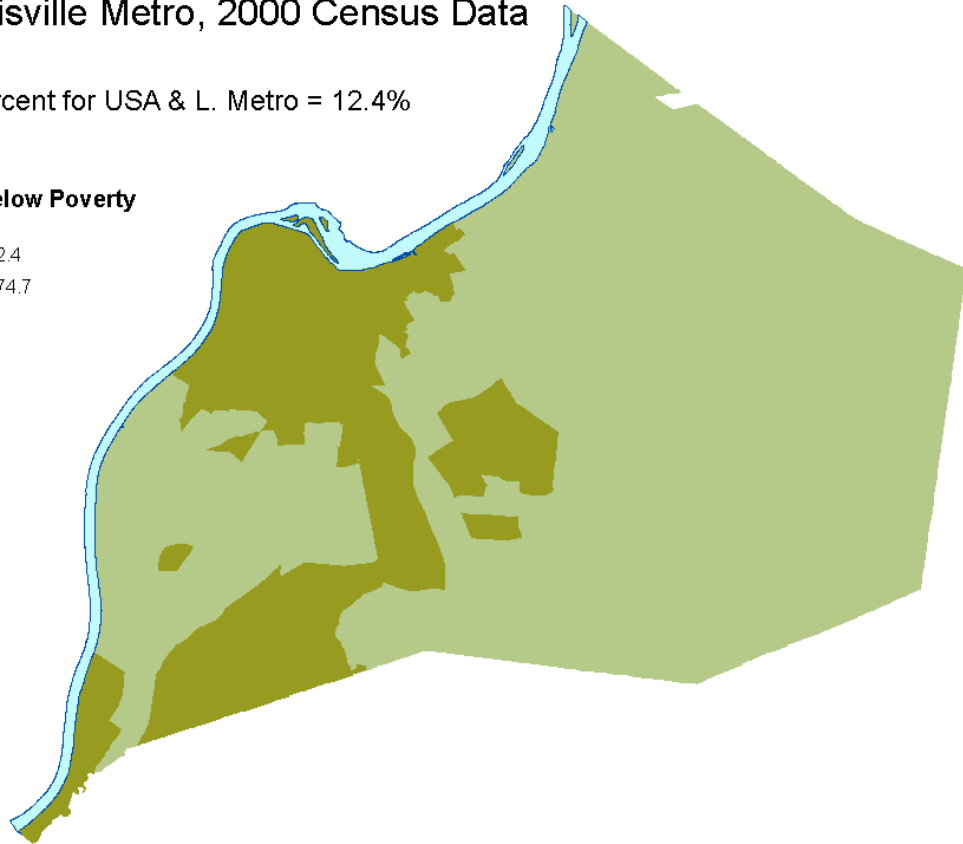 isville Metro, 2000 Census Data
rcent for USA & L. Metro = 12.4%
elow Poverty
2.4
74.7